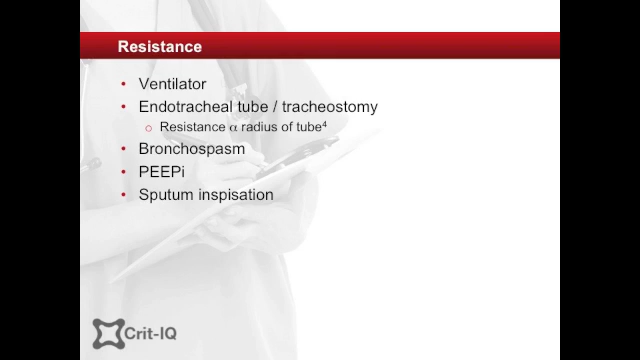 Resistance
• Ventilator
• Endotracheal tube / tracheostomy
○ Resistance α radius of tube⁴
• Bronchospasm
• PEEPi
• Sputum inspisation
Crit-IQ